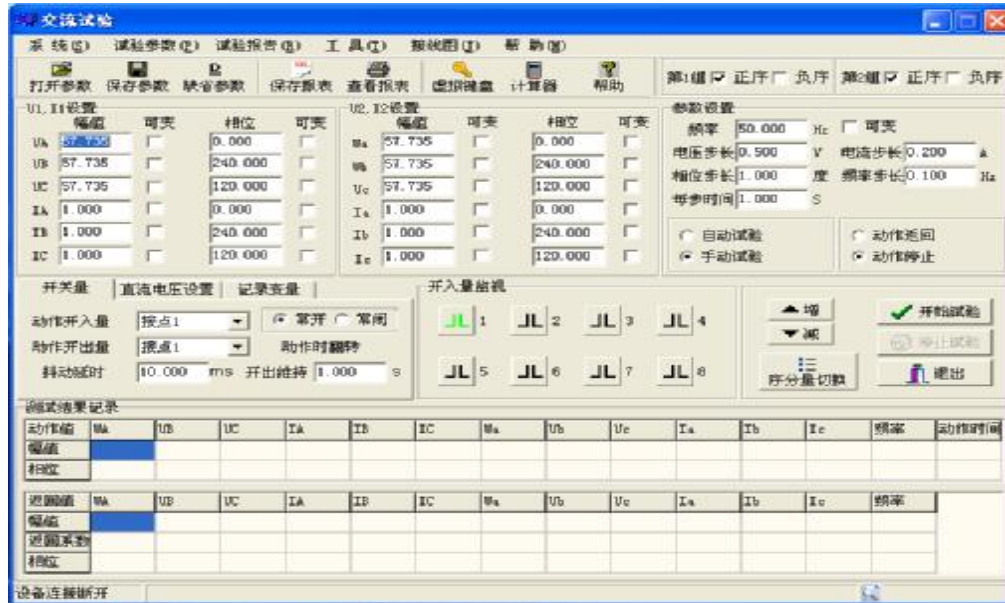 交流试验
系 统(S) 试验参数(P) 试验报告(R) 工 具(T) 接线图(J) 帮 助(H)
打开参数 保存参数 缺省参数 保存报表 查看报表 虚拟键盘 计算器 帮助 第1组 正序 负序 第2组 正序 负序
U1,I1设置 U2,I2设置 参数设置
幅值 可变 相位 可变 幅值 可变 相位 可变 频率 50.000 Hz 可变
UA 57.735 0.000 Ua 57.735 0.000 电压步长 0.500 V 电流步长 0.200 A
UB 57.735 240.000 Ub 57.735 240.000 相位步长 1.000 度 频率步长 0.100 Hz
UC 57.735 120.000 Uc 57.735 120.000 每步时间 1.000 S
IA 1.000 0.000 Ia 1.000 0.000
IB 1.000 240.000 Ib 1.000 240.000 自动试验 动作返回
IC 1.000 120.000 Ic 1.000 120.000 手动试验 动作停止
开关量 直流电压设置 记录变量 开入量监视
动作开入量 接点1 常开 常闭 1 2 3 4 增 开始试验
动作开出量 接点1 动作时翻转 减 停止试验
抖动延时 10.000 ms 开出维持 1.000 s 5 6 7 8 序分量切换 退出
测试结果记录
动作值 UA UB UC IA IB IC Ua Ub Uc Ia Ib Ic 频率 动作时间
幅值
相位
返回值 UA UB UC IA IB IC Ua Ub Uc Ia Ib Ic 频率
幅值
返回系数
相位
设备连接断开